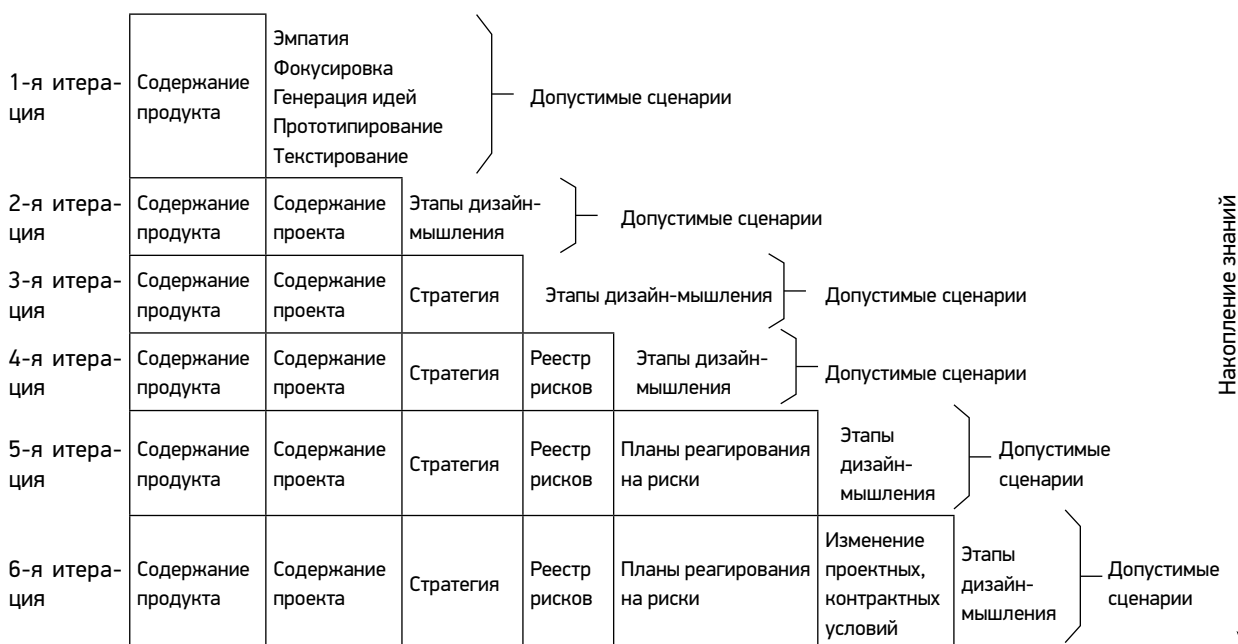 1-я итера-
ция
Содержание
продукта
Эмпатия
Фокусировка
Генерация идей
Прототипирование
Текстирование
Допустимые сценарии
2-я итера-
ция
Содержание
продукта
Содержание
проекта
Этапы дизайн-
мышления
Допустимые сценарии
3-я итера-
ция
Содержание
продукта
Содержание
проекта
Стратегия
Этапы дизайн-мышления
Допустимые сценарии
4-я итера-
ция
Содержание
продукта
Содержание
проекта
Стратегия
Реестр
рисков
Этапы дизайн-
мышления
Допустимые сценарии
5-я итера-
ция
Содержание
продукта
Содержание
проекта
Стратегия
Реестр
рисков
Планы реагирования
на риски
Этапы
дизайн-
мышления
Допустимые
сценарии
6-я итера-
ция
Содержание
продукта
Содержание
проекта
Стратегия
Реестр
рисков
Планы реагирования
на риски
Изменение
проектных,
контрактных
условий
Этапы
дизайн-
мышления
Допустимые
сценарии
Накопление знаний